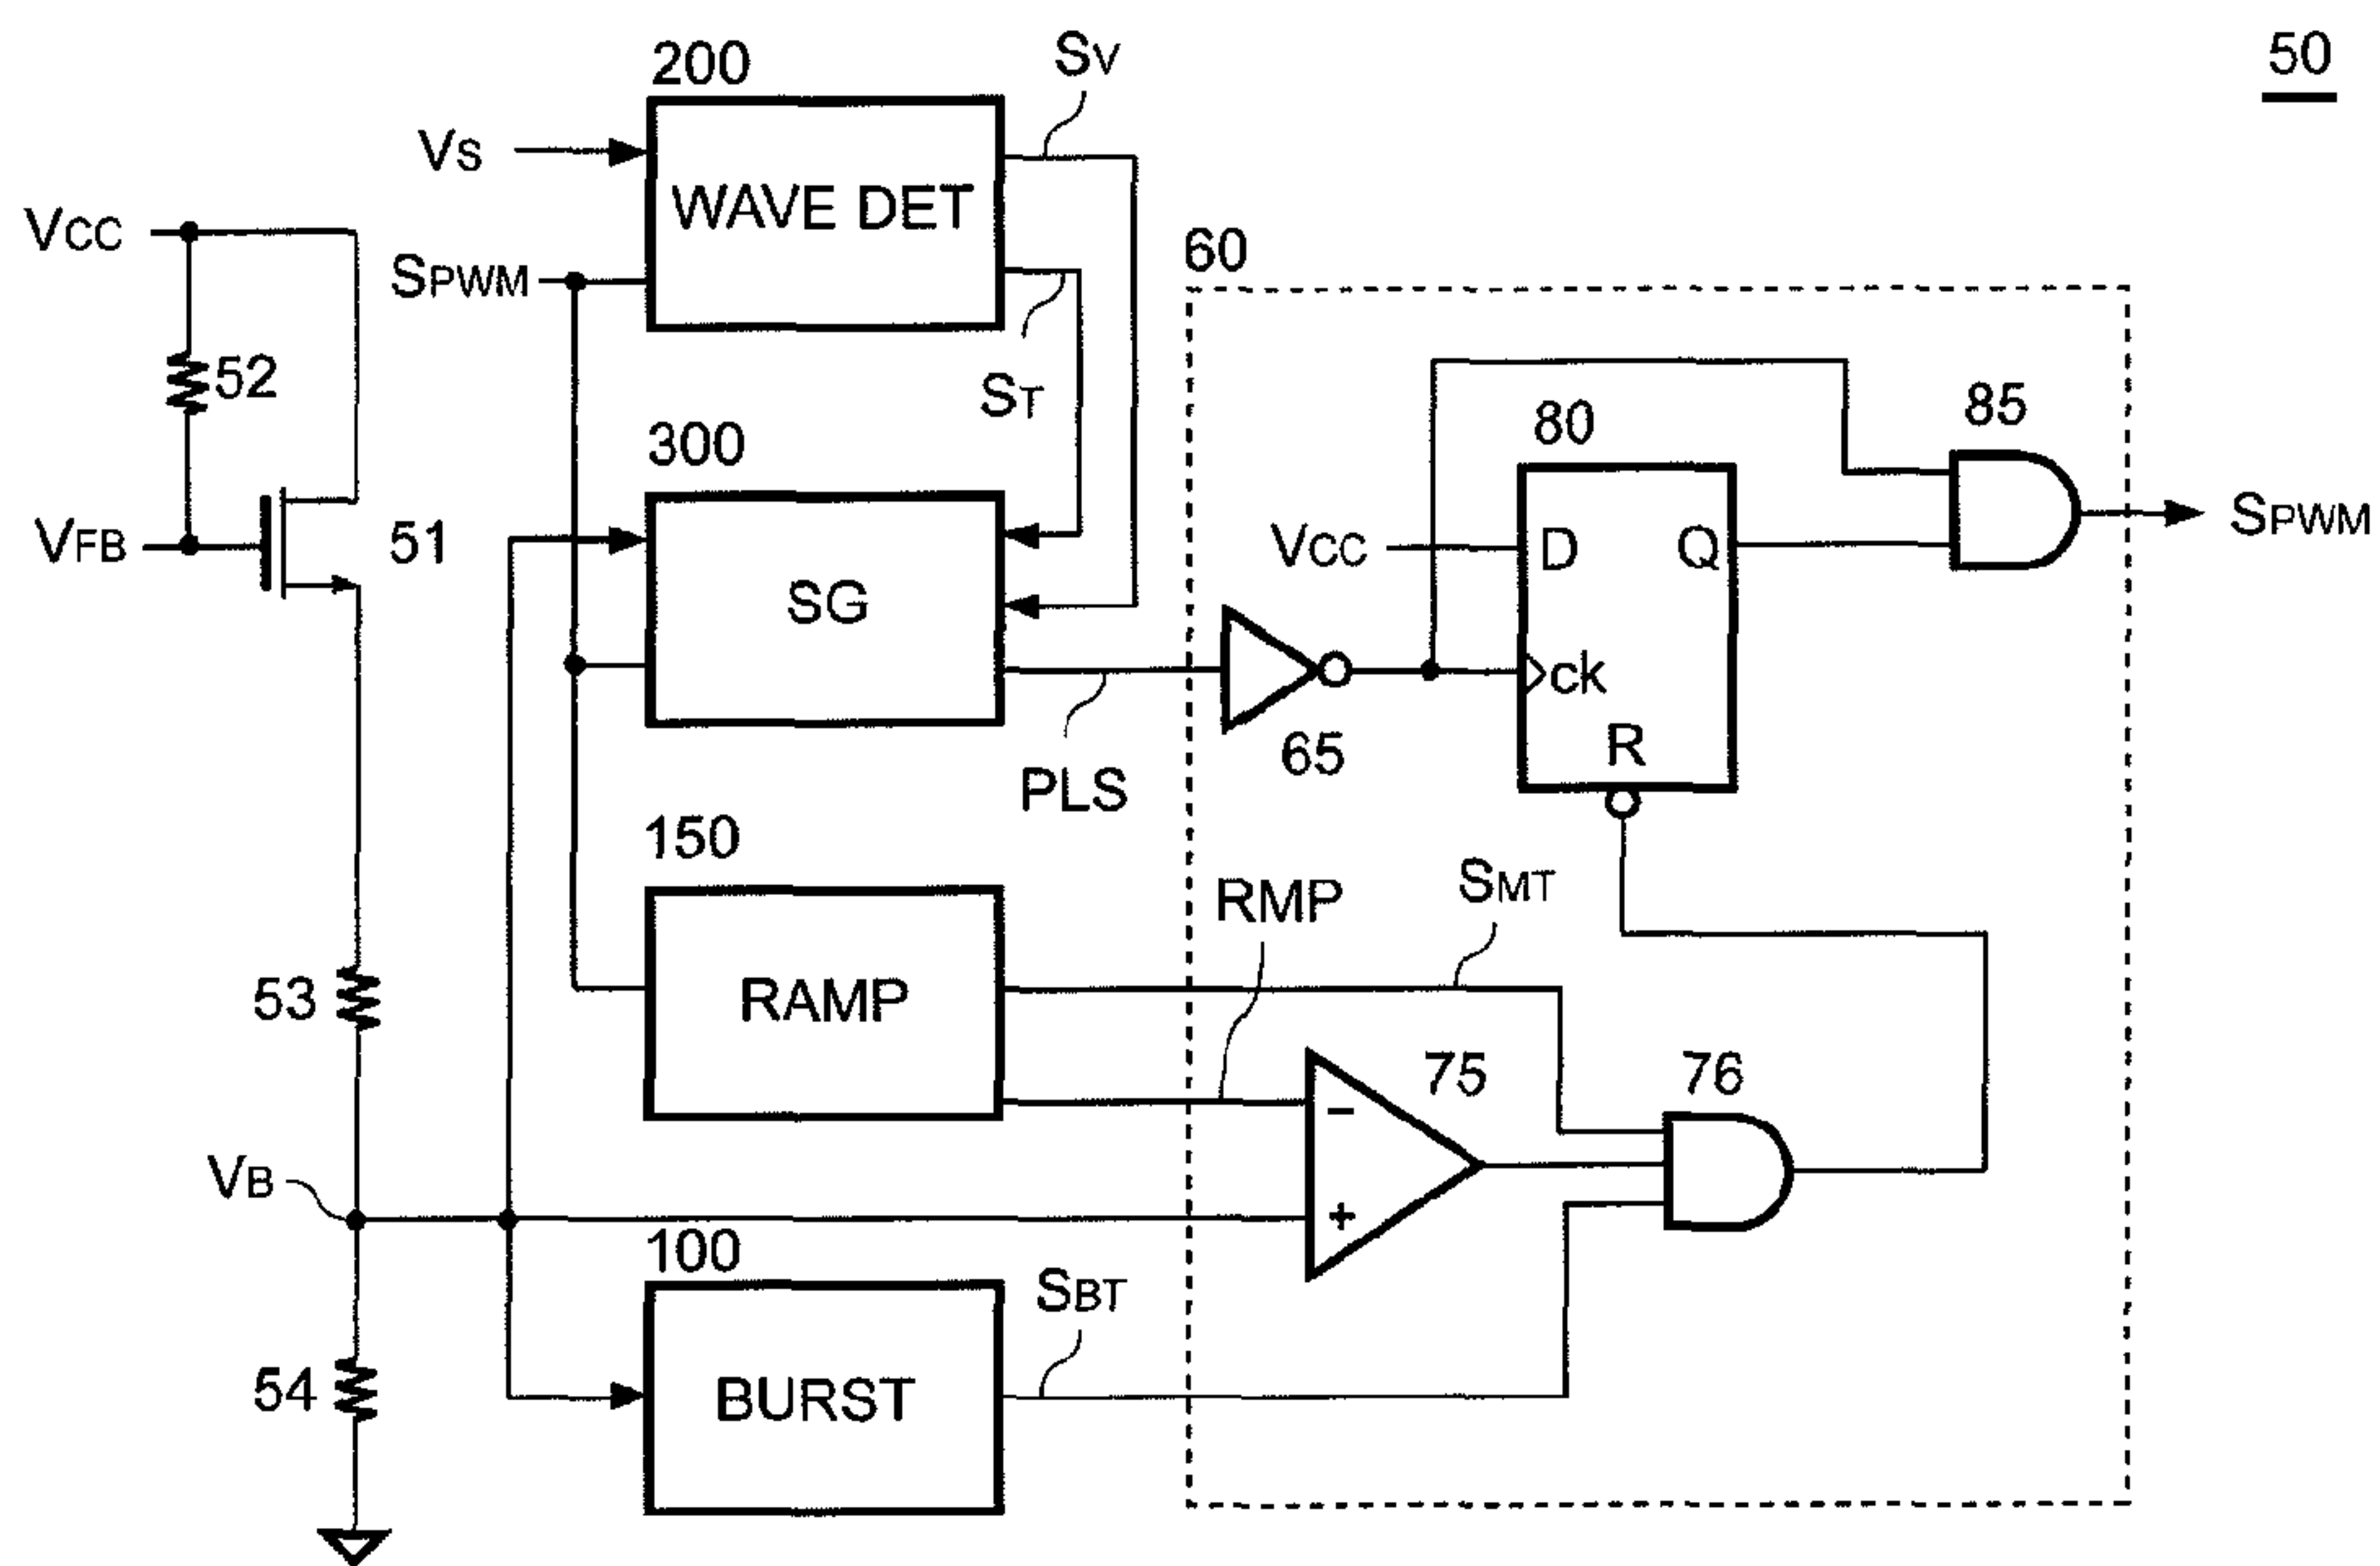 50
200
SV
VS
WAVE DET
VCC
SPWM
60
52
ST
85
300
80
VFB
51
VCC
D
Q
SPWM
SG
ck
R
65
PLS
150
SMT
RMP
53
RAMP
75
76
-
VB
+
100
SBT
54
BURST